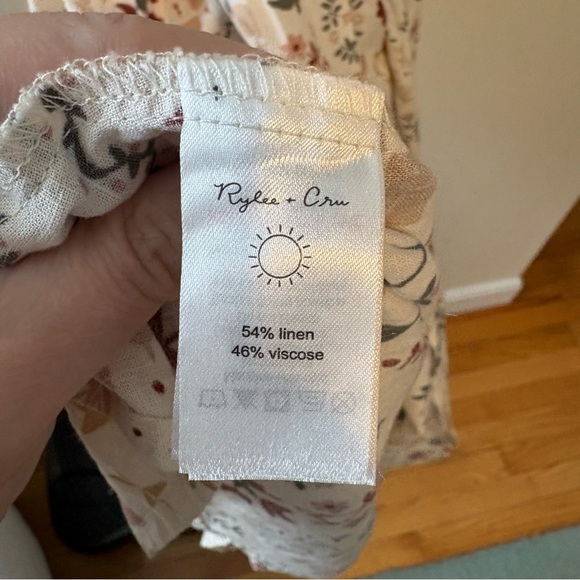 Rylee + Cru
54% linen
46% viscose